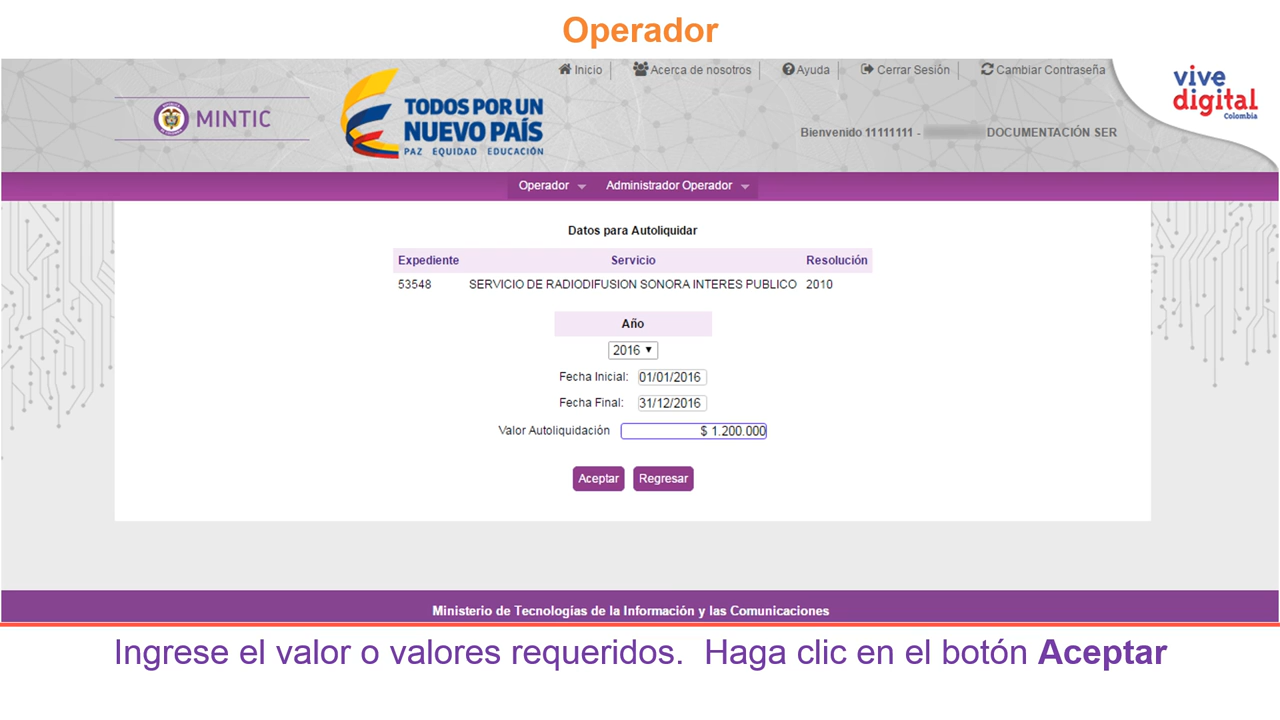 Operador
Inicio
Acerca de nosotros
Ayuda
Cerrar Sesión
Cambiar Contraseña
vive
digital
Colombia
MINTIC
TODOS POR UN
NUEVO PAÍS
PAZ EQUIDAD EDUCACIÓN
Bienvenido 11111111 - DOCUMENTACIÓN SER
Operador
Administrador Operador
Datos para Autoliquidar
Expediente Servicio Resolución
53548 SERVICIO DE RADIODIFUSION SONORA INTERES PUBLICO 2010
Año
2016
Fecha Inicial: 01/01/2016
Fecha Final: 31/12/2016
Valor Autoliquidación $ 1.200.000
Aceptar Regresar
Ministerio de Tecnologías de la Información y las Comunicaciones
Ingrese el valor o valores requeridos. Haga clic en el botón Aceptar